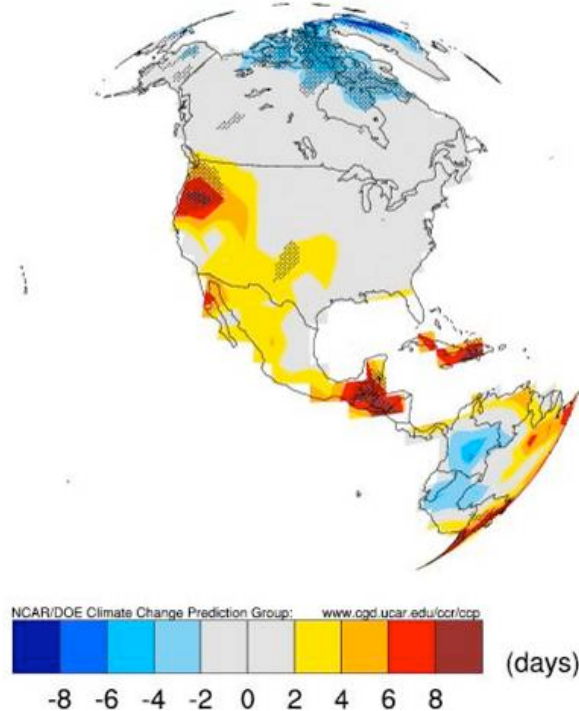 NCAR/DOE Climate Change Prediction Group: www.cgd.ucar.edu/ccr/ccp
(days)
-8 -6 -4 -2 0 2 4 6 8